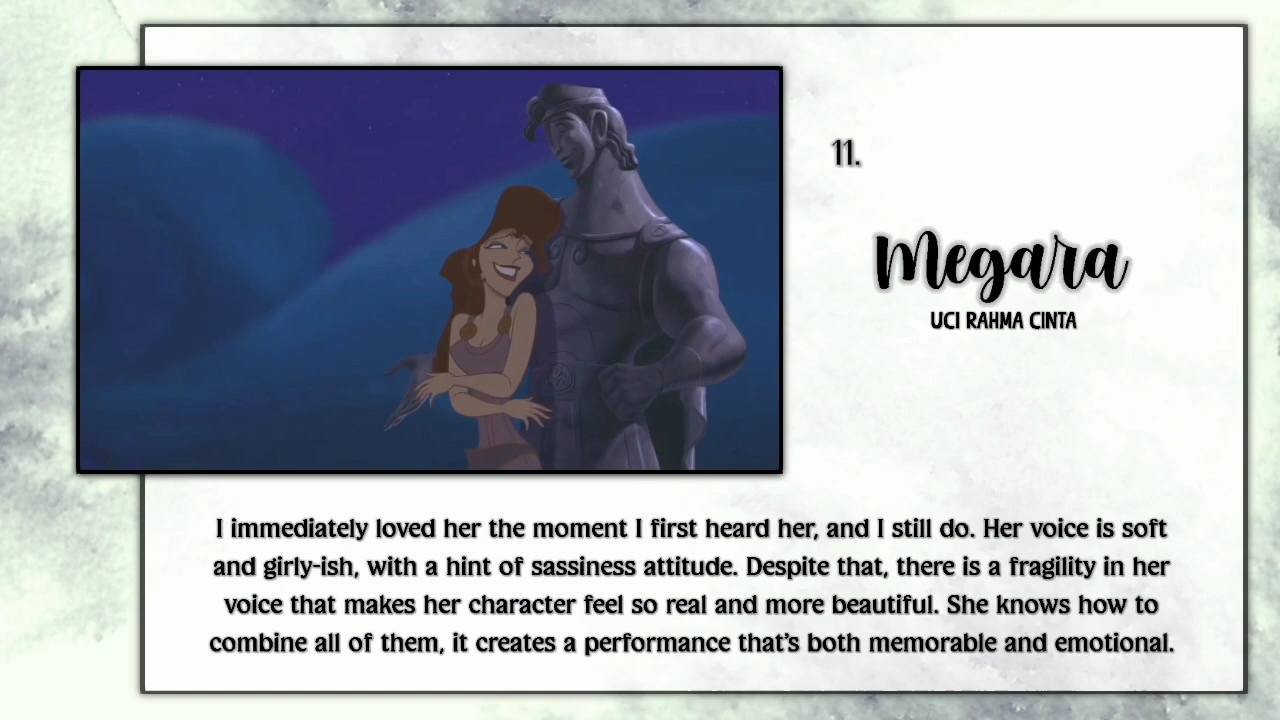 11.
Megara
UCI RAHMA CINTA
I immediately loved her the moment I first heard her, and I still do. Her voice is soft
and girly-ish, with a hint of sassiness attitude. Despite that, there is a fragility in her
voice that makes her character feel so real and more beautiful. She knows how to
combine all of them, it creates a performance that's both memorable and emotional.